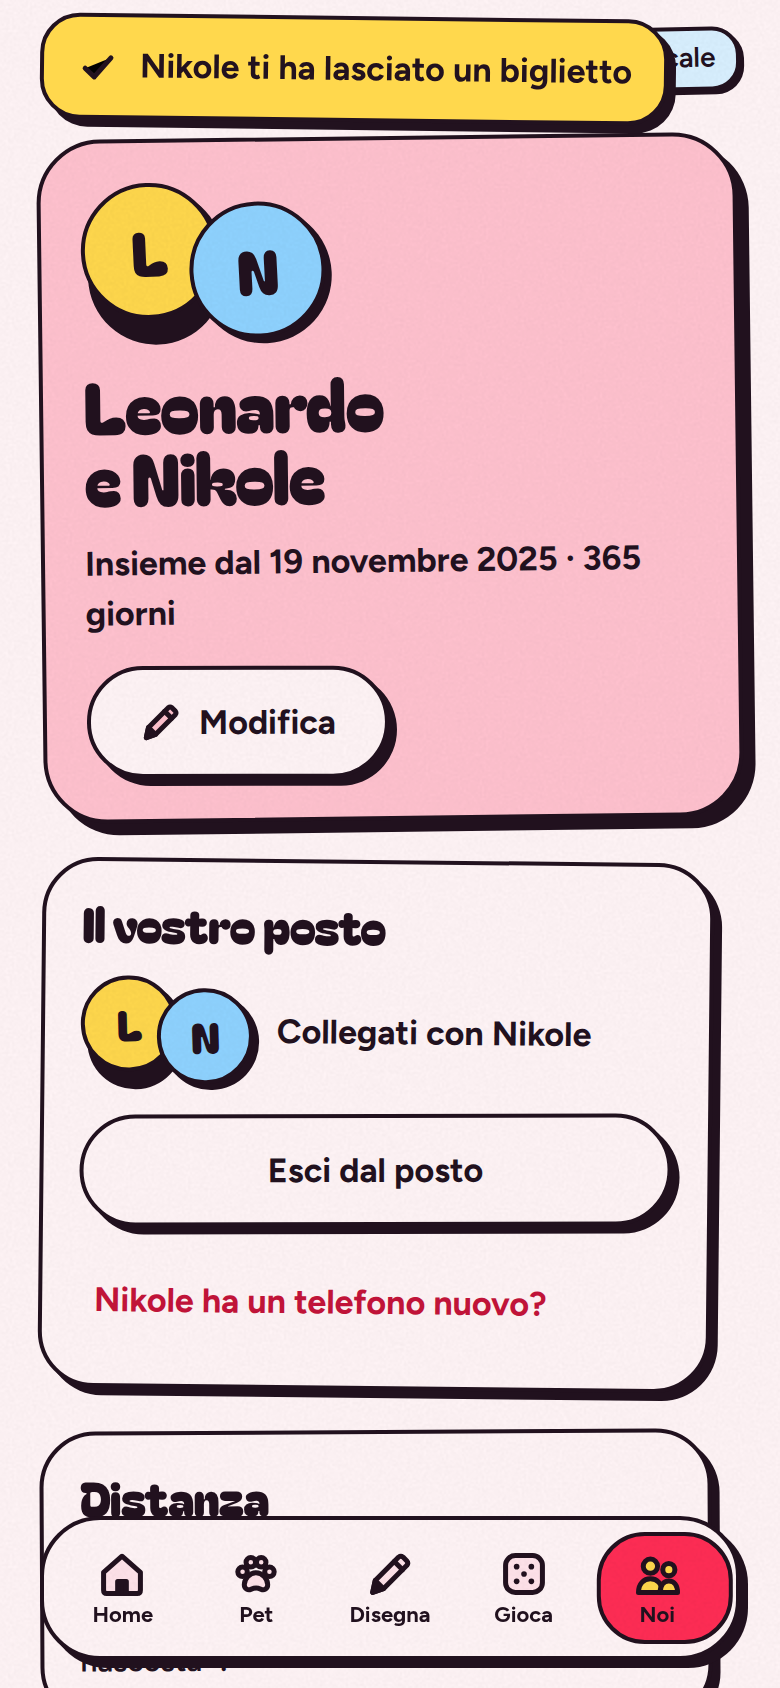 Nikole ti ha lasciato un biglietto
L N
Leonardo
e Nikole
Insieme dal 19 novembre 2025 · 365
giorni
Modifica
Il vostro posto
L N
Collegati con Nikole
Esci dal posto
Nikole ha un telefono nuovo?
Distanza
Home Pet Disegna Gioca Noi